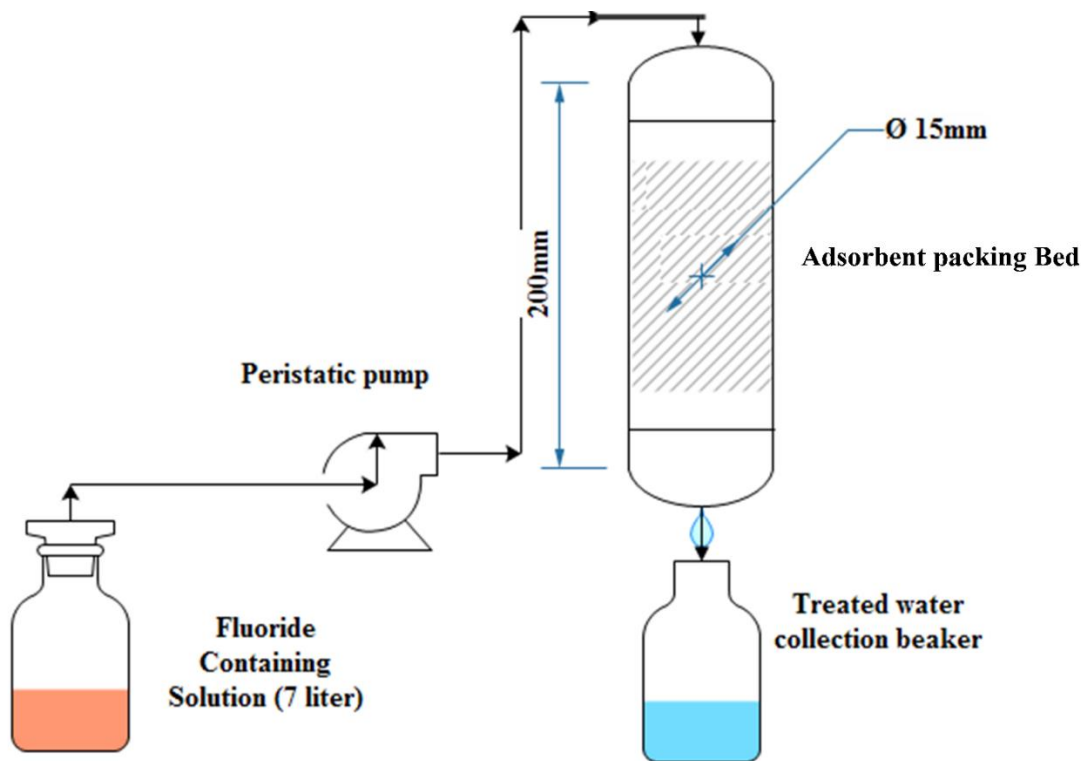 Ø 15mm
200mm
Adsorbent packing Bed
Peristatic pump
Fluoride
Containing
Solution (7 liter)
Treated water
collection beaker